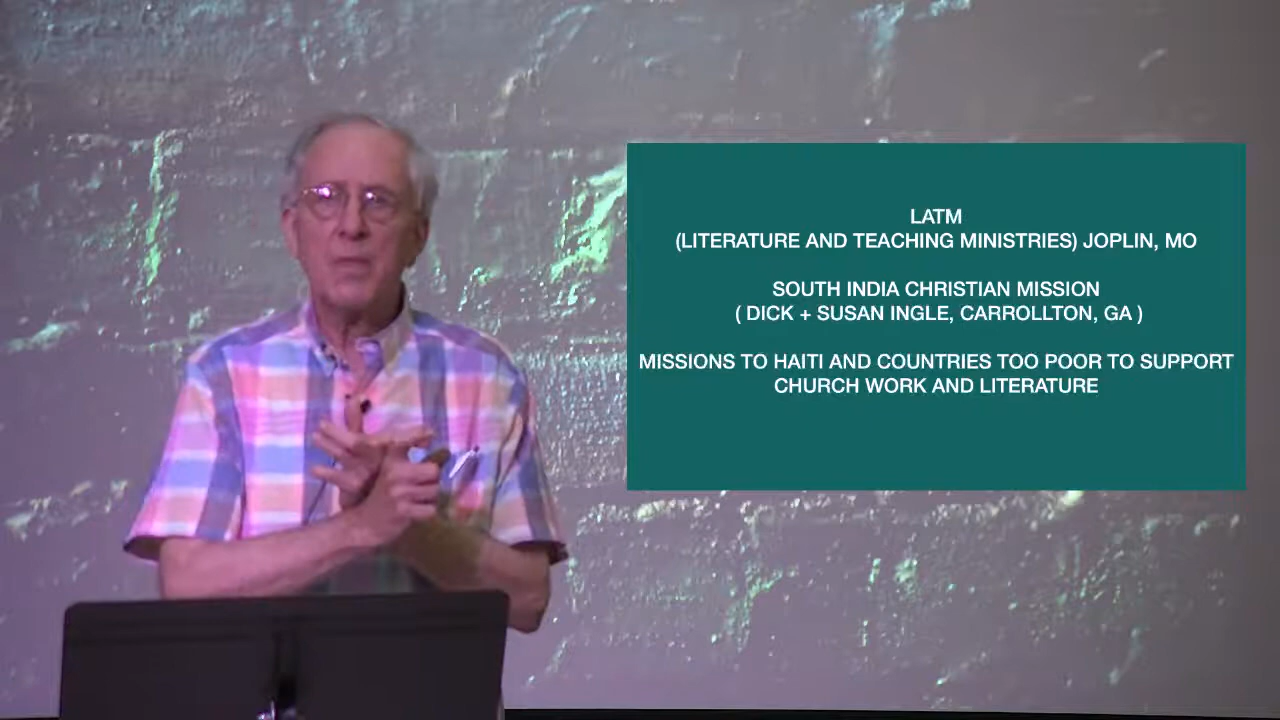 LATM
(LITERATURE AND TEACHING MINISTRIES) JOPLIN, MO
SOUTH INDIA CHRISTIAN MISSION
( DICK + SUSAN INGLE, CARROLLTON, GA )
MISSIONS TO HAITI AND COUNTRIES TOO POOR TO SUPPORT
CHURCH WORK AND LITERATURE